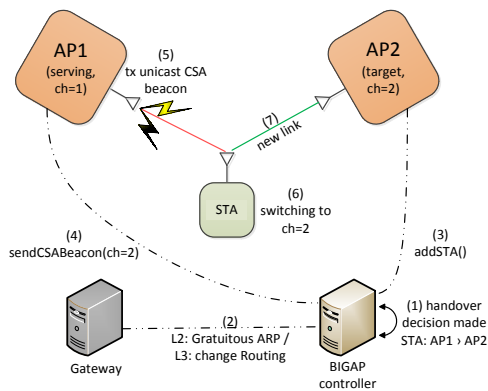 AP1
(serving,
ch=1)
(5)
tx unicast CSA
beacon
AP2
(target,
ch=2)
(7)
new link
STA
(6)
switching to
ch=2
(4)
sendCSABeacon(ch=2)
(3)
addSTA()
(2)
L2: Gratuitous ARP /
L3: change Routing
(1) handover
decision made
STA: AP1 › AP2
Gateway
BIGAP
controller